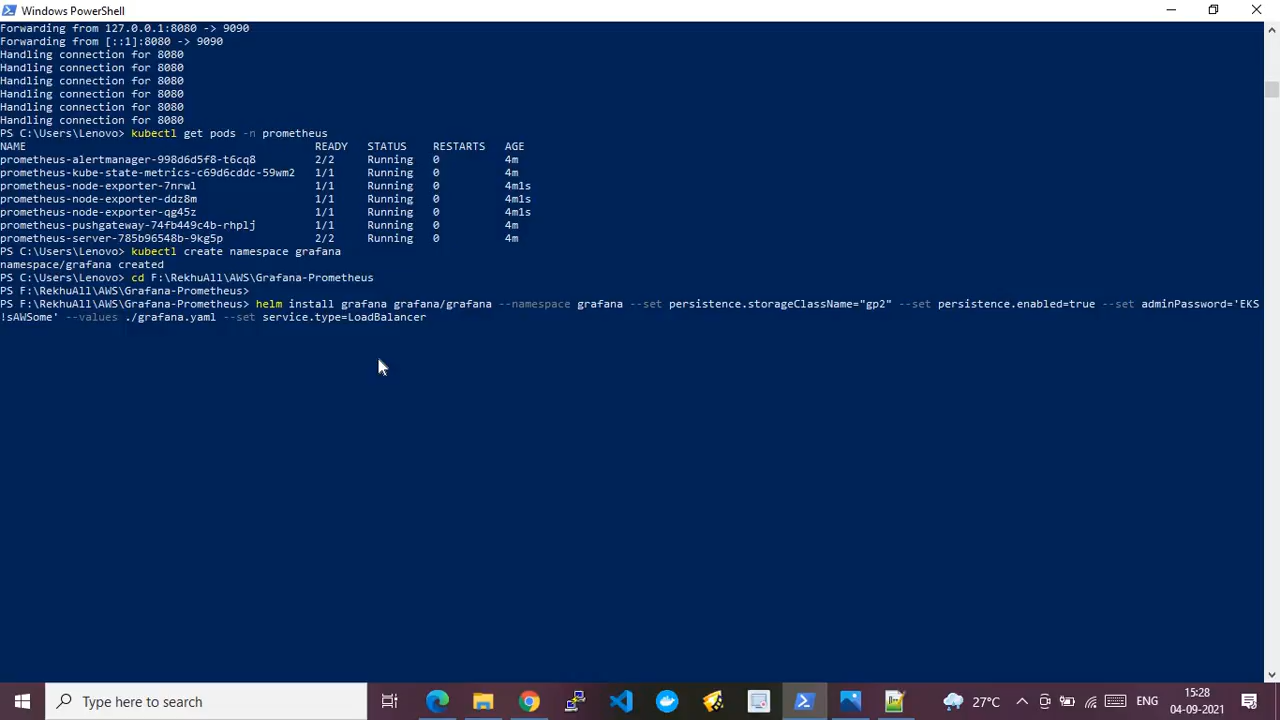 Windows PowerShell
Forwarding from 127.0.0.1:8080 -> 9090
Forwarding from [::1]:8080 -> 9090
Handling connection for 8080
Handling connection for 8080
Handling connection for 8080
Handling connection for 8080
Handling connection for 8080
Handling connection for 8080
PS C:\Users\Lenovo> kubectl get pods -n prometheus
NAME READY STATUS RESTARTS AGE
prometheus-alertmanager-998d6d5f8-t6cq8 2/2 Running 0 4m
prometheus-kube-state-metrics-c69d6cddc-59wm2 1/1 Running 0 4m
prometheus-node-exporter-7nrwl 1/1 Running 0 4m1s
prometheus-node-exporter-ddz8m 1/1 Running 0 4m1s
prometheus-node-exporter-qg45z 1/1 Running 0 4m1s
prometheus-pushgateway-74fb449c4b-rhplj 1/1 Running 0 4m
prometheus-server-785b96548b-9kg5p 2/2 Running 0 4m
PS C:\Users\Lenovo> kubectl create namespace grafana
namespace/grafana created
PS C:\Users\Lenovo> cd F:\RekhuAll\AWS\Grafana-Prometheus
PS F:\RekhuAll\AWS\Grafana-Prometheus>
PS F:\RekhuAll\AWS\Grafana-Prometheus> helm install grafana grafana/grafana --namespace grafana --set persistence.storageClassName="gp2" --set persistence.enabled=true --set adminPassword='EKS
!sAWSome' --values ./grafana.yaml --set service.type=LoadBalancer
Type here to search
27°C
ENG
15:28
04-09-2021